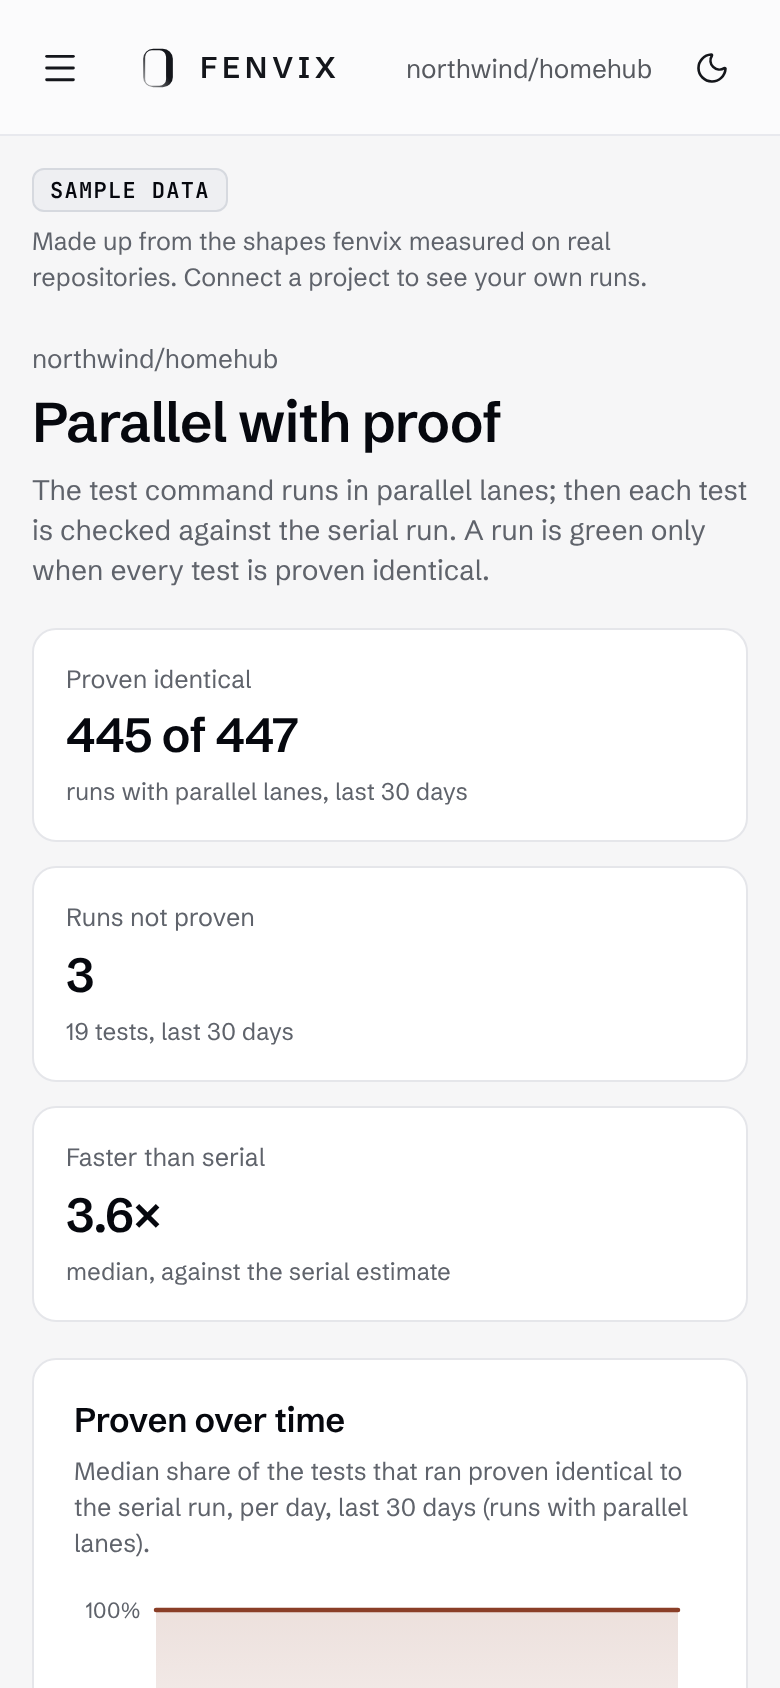 FENVIX
northwind/homehub
SAMPLE DATA
Made up from the shapes fenvix measured on real
repositories. Connect a project to see your own runs.
northwind/homehub
Parallel with proof
The test command runs in parallel lanes; then each test
is checked against the serial run. A run is green only
when every test is proven identical.
Proven identical
445 of 447
runs with parallel lanes, last 30 days
Runs not proven
3
19 tests, last 30 days
Faster than serial
3.6×
median, against the serial estimate
Proven over time
Median share of the tests that ran proven identical to
the serial run, per day, last 30 days (runs with parallel
lanes).
100%